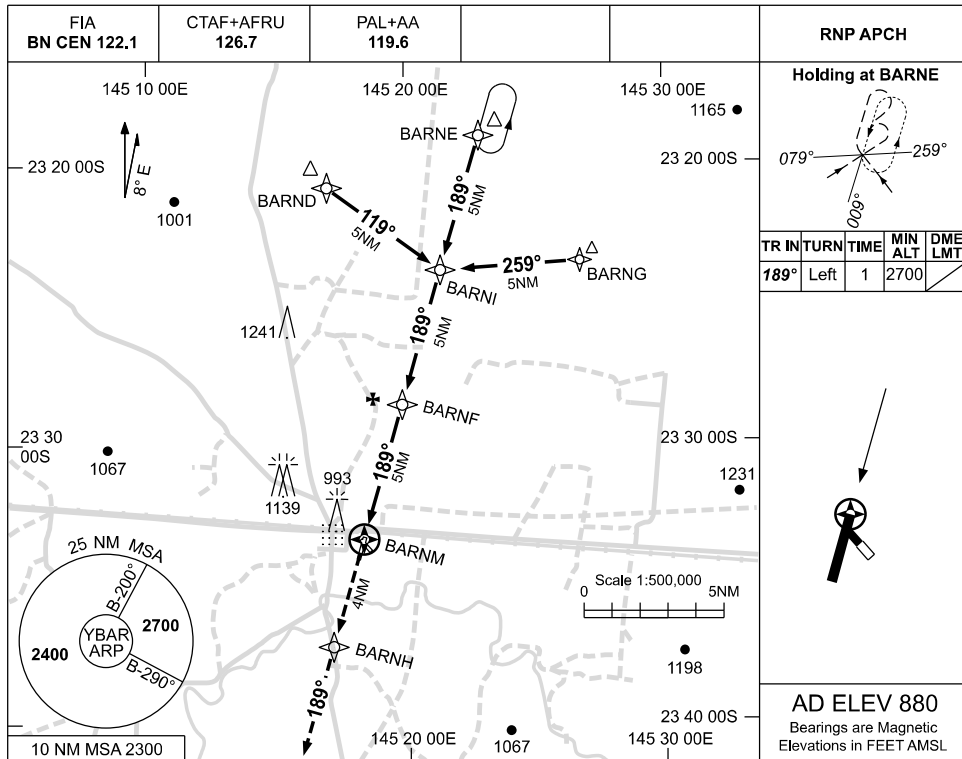 FIA
BN CEN 122.1
CTAF+AFRU
126.7
PAL+AA
119.6
RNP APCH
145 10 00E
145 20 00E
145 30 00E
1165
BARNE
23 20 00S
23 20 00S
8° E
1001
BARND
189°
5NM
119°
5NM
259°
5NM
BARNG
BARNI
1241
189°
5NM
BARNF
23 30
00S
23 30 00S
1067
189°
5NM
993
1139
1231
BARNM
25 NM MSA
B-200°
2400
YBAR
ARP
2700
B-290°
10 NM MSA 2300
4NM
Scale 1:500,000
0
5NM
BARNH
1198
189°
23 40 00S
1067
145 20 00E
145 30 00E
Holding at BARNE
079°
259°
009°
TR IN
TURN
TIME
MIN
ALT
DME
LMT
189°
Left
1
2700
AD ELEV 880
Bearings are Magnetic
Elevations in FEET AMSL